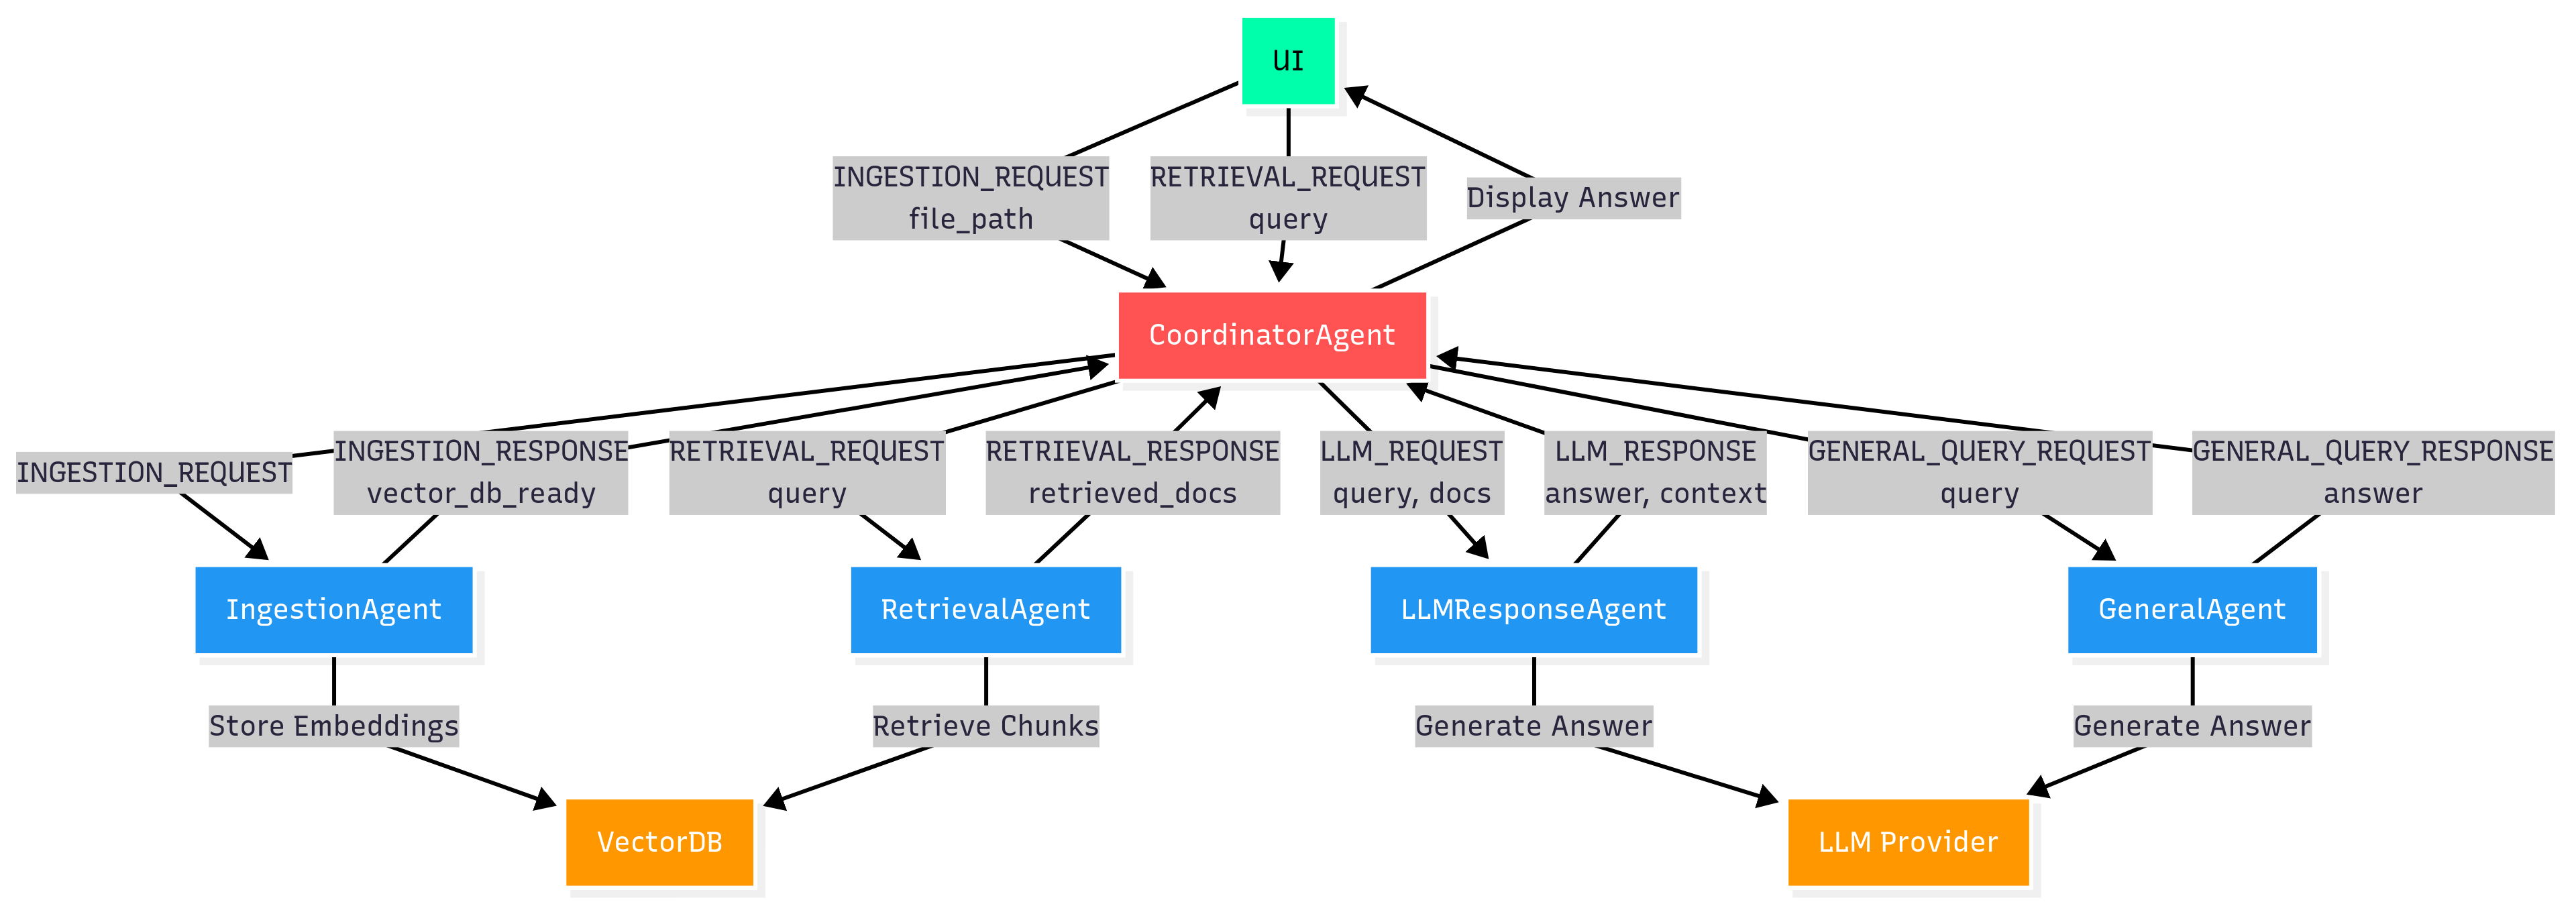 UI
INGESTION_REQUEST
file_path
RETRIEVAL_REQUEST
query
Display Answer
CoordinatorAgent
INGESTION_REQUEST
INGESTION_RESPONSE
vector_db_ready
RETRIEVAL_REQUEST
query
RETRIEVAL_RESPONSE
retrieved_docs
LLM_REQUEST
query, docs
LLM_RESPONSE
answer, context
GENERAL_QUERY_REQUEST
query
GENERAL_QUERY_RESPONSE
answer
IngestionAgent
RetrievalAgent
LLMResponseAgent
GeneralAgent
Store Embeddings
Retrieve Chunks
Generate Answer
Generate Answer
VectorDB
LLM Provider